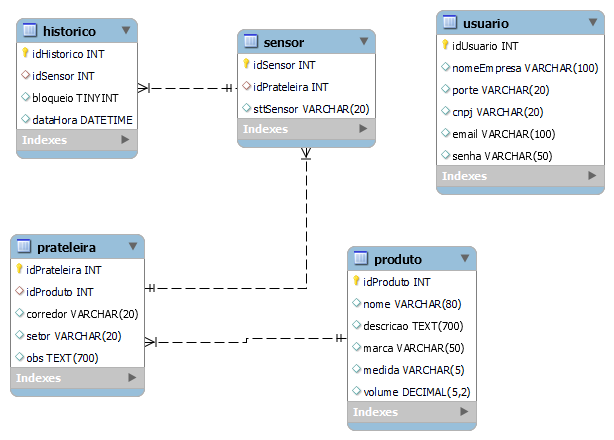 historico
idHistorico INT
idSensor INT
bloqueio TINYINT
dataHora DATETIME
Indexes
sensor
idSensor INT
idPrateleira INT
sttSensor VARCHAR(20)
Indexes
usuario
idUsuario INT
nomeEmpresa VARCHAR(100)
porte VARCHAR(20)
cnpj VARCHAR(20)
email VARCHAR(100)
senha VARCHAR(50)
Indexes
prateleira
idPrateleira INT
idProduto INT
corredor VARCHAR(20)
setor VARCHAR(20)
obs TEXT(700)
Indexes
produto
idProduto INT
nome VARCHAR(80)
descricao TEXT(700)
marca VARCHAR(50)
medida VARCHAR(5)
volume DECIMAL(5,2)
Indexes